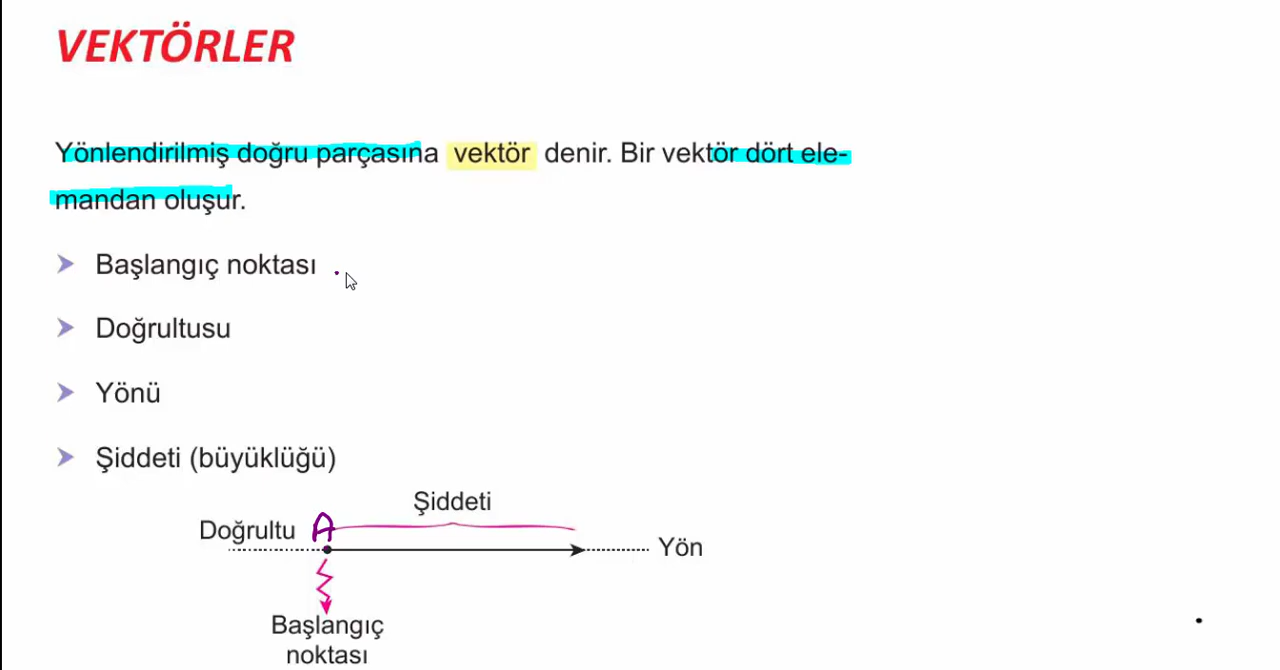 VEKTÖRLER
Yönlendirilmiş doğru parçasına vektör denir. Bir vektör dört ele-
mandan oluşur.
Başlangıç noktası
Doğrultusu
Yönü
Şiddeti (büyüklüğü)
Şiddeti
Doğrultu A
Yön
Başlangıç
noktası